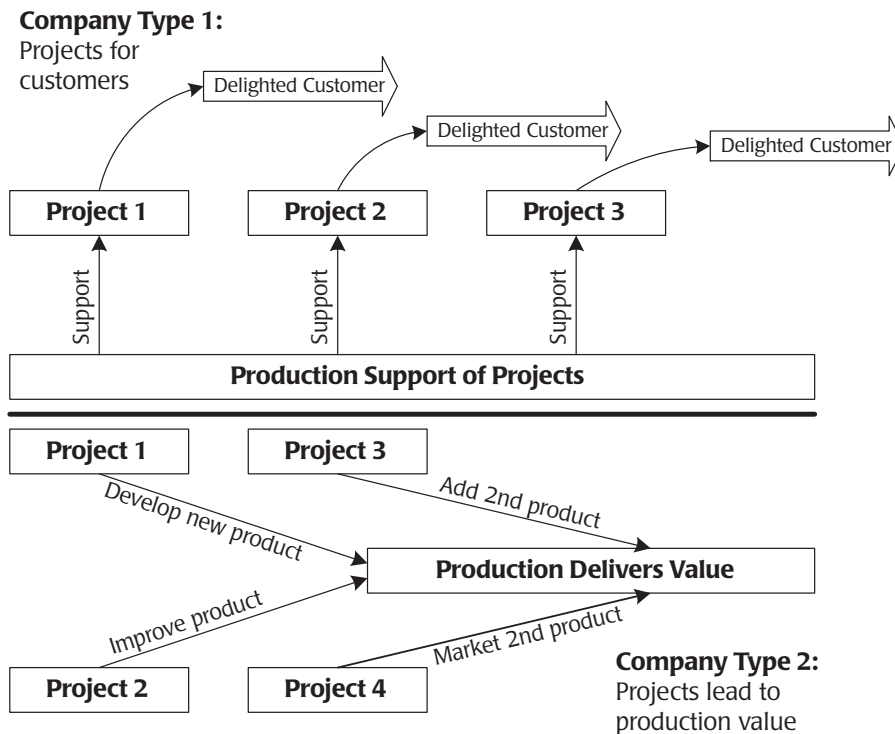 Company Type 1:
Projects for
customers
Delighted Customer
Delighted Customer
Delighted Customer
Project 1
Project 2
Project 3
Support
Support
Support
Production Support of Projects
Project 1
Project 3
Develop new product
Add 2nd product
Production Delivers Value
Improve product
Market 2nd product
Project 2
Project 4
Company Type 2:
Projects lead to
production value